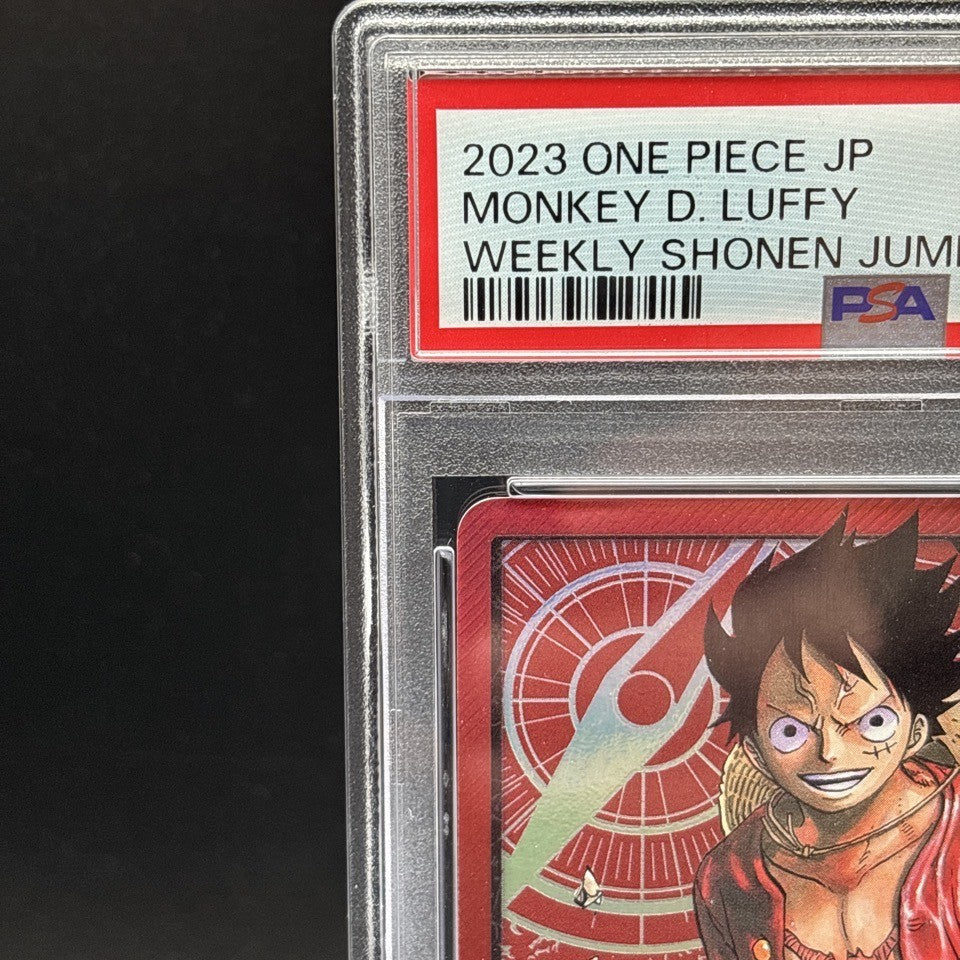 2023 ONE PIECE JP
MONKEY D. LUFFY
WEEKLY SHONEN JUM
PSA